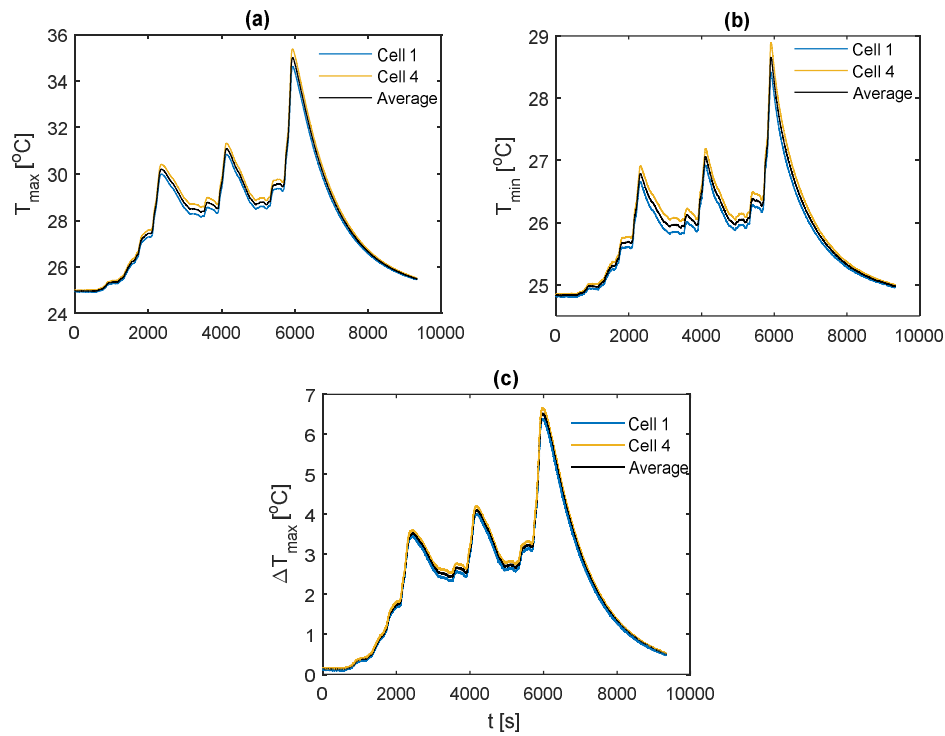 (a)
36
34
32
30
28
26
24
T_max [°C]
Cell 1
Cell 4
Average
0
2000
4000
6000
8000
10000
(b)
29
28
27
26
25
T_min [°C]
Cell 1
Cell 4
Average
0
2000
4000
6000
8000
10000
(c)
7
6
5
4
3
2
1
0
Δ T_max [°C]
Cell 1
Cell 4
Average
0
2000
4000
6000
8000
10000
t [s]